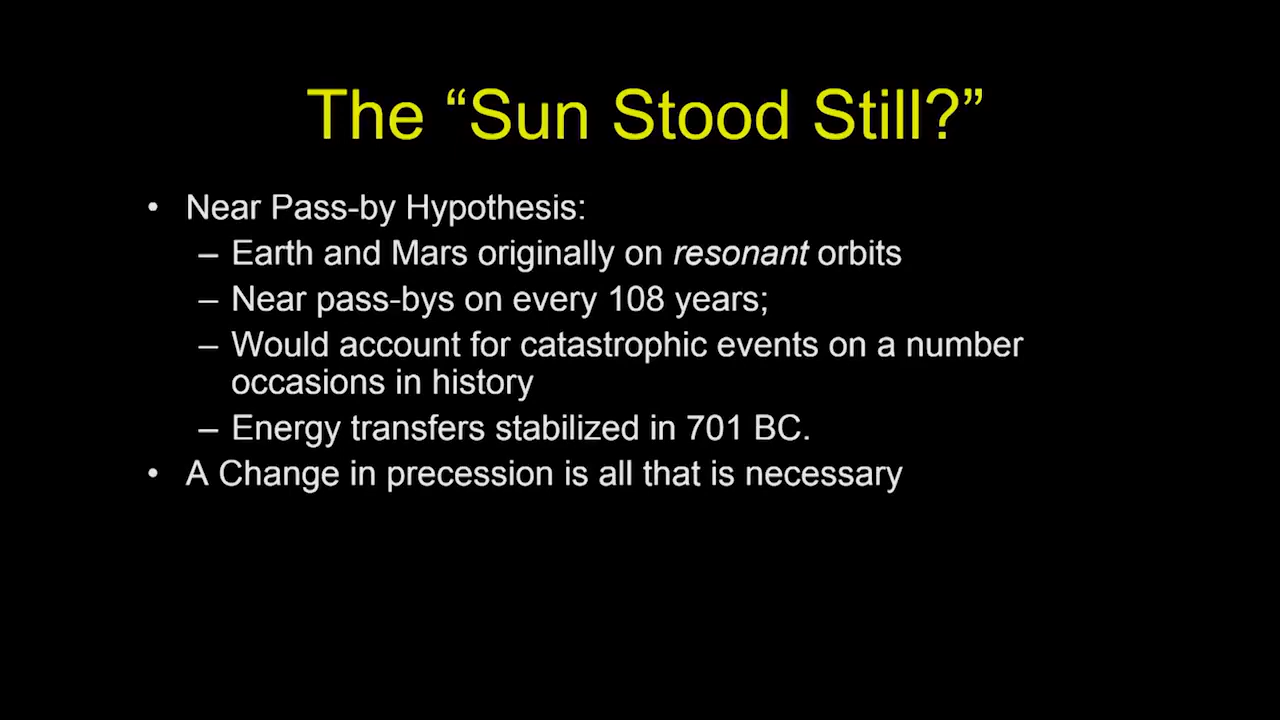 The “Sun Stood Still?”
• Near Pass-by Hypothesis:
– Earth and Mars originally on resonant orbits
– Near pass-bys on every 108 years;
– Would account for catastrophic events on a number
occasions in history
– Energy transfers stabilized in 701 BC.
• A Change in precession is all that is necessary